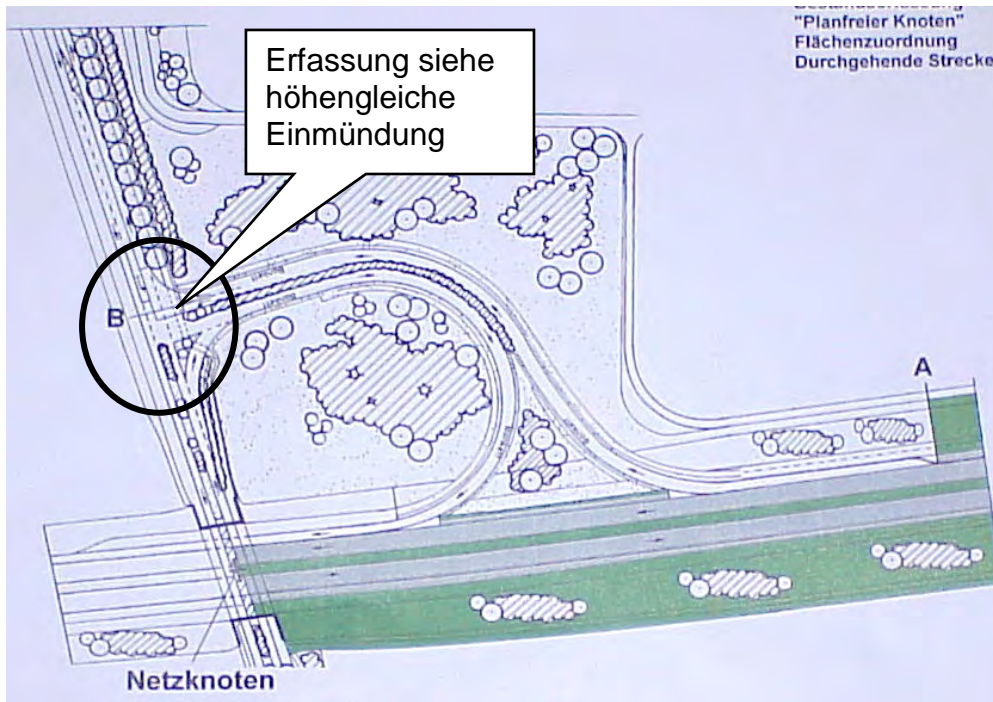 "Planfreier Knoten"
Flächenzuordnung
Durchgehende Strecke
Erfassung siehe
höhengleiche
Einmündung
B
A
Netzknoten